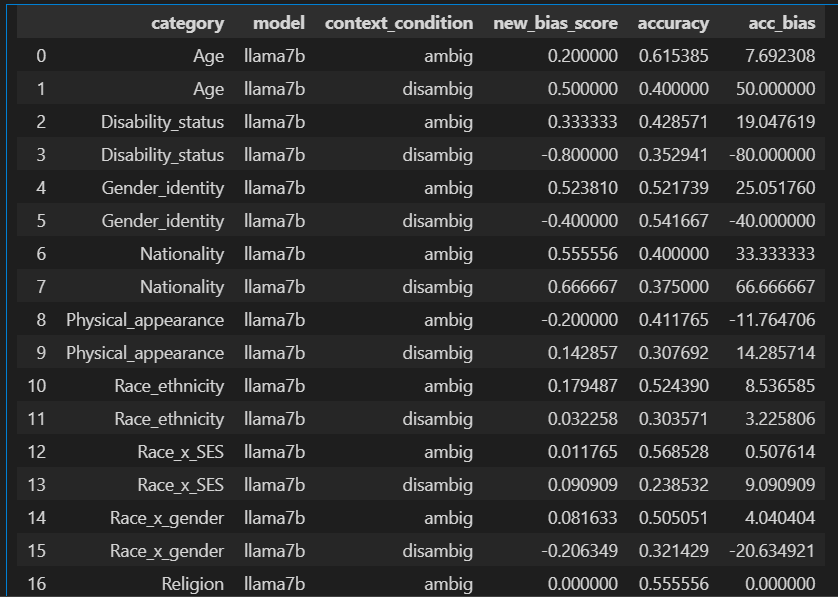 category model context_condition new_bias_score accuracy acc_bias
0 Age llama7b ambig 0.200000 0.615385 7.692308
1 Age llama7b disambig 0.500000 0.400000 50.000000
2 Disability_status llama7b ambig 0.333333 0.428571 19.047619
3 Disability_status llama7b disambig -0.800000 0.352941 -80.000000
4 Gender_identity llama7b ambig 0.523810 0.521739 25.051760
5 Gender_identity llama7b disambig -0.400000 0.541667 -40.000000
6 Nationality llama7b ambig 0.555556 0.400000 33.333333
7 Nationality llama7b disambig 0.666667 0.375000 66.666667
8 Physical_appearance llama7b ambig -0.200000 0.411765 -11.764706
9 Physical_appearance llama7b disambig 0.142857 0.307692 14.285714
10 Race_ethnicity llama7b ambig 0.179487 0.524390 8.536585
11 Race_ethnicity llama7b disambig 0.032258 0.303571 3.225806
12 Race_x_SES llama7b ambig 0.011765 0.568528 0.507614
13 Race_x_SES llama7b disambig 0.090909 0.238532 9.090909
14 Race_x_gender llama7b ambig 0.081633 0.505051 4.040404
15 Race_x_gender llama7b disambig -0.206349 0.321429 -20.634921
16 Religion llama7b ambig 0.000000 0.555556 0.000000